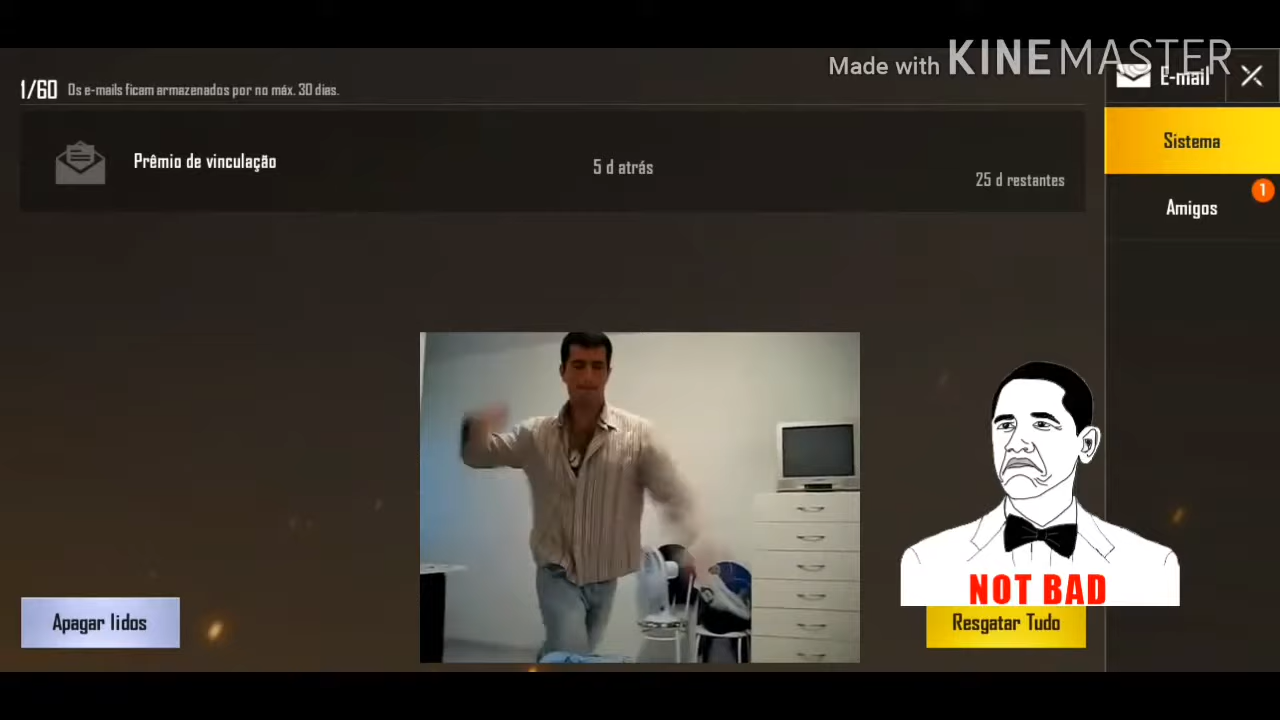 Made with KINEMASTER
1/60 Os e-mails ficam armazenados por no máx. 30 dias.
E-mail
Sistema
Prêmio de vinculação
5 d atrás
25 d restantes
1
Amigos
NOT BAD
Apagar lidos
Resgatar Tudo